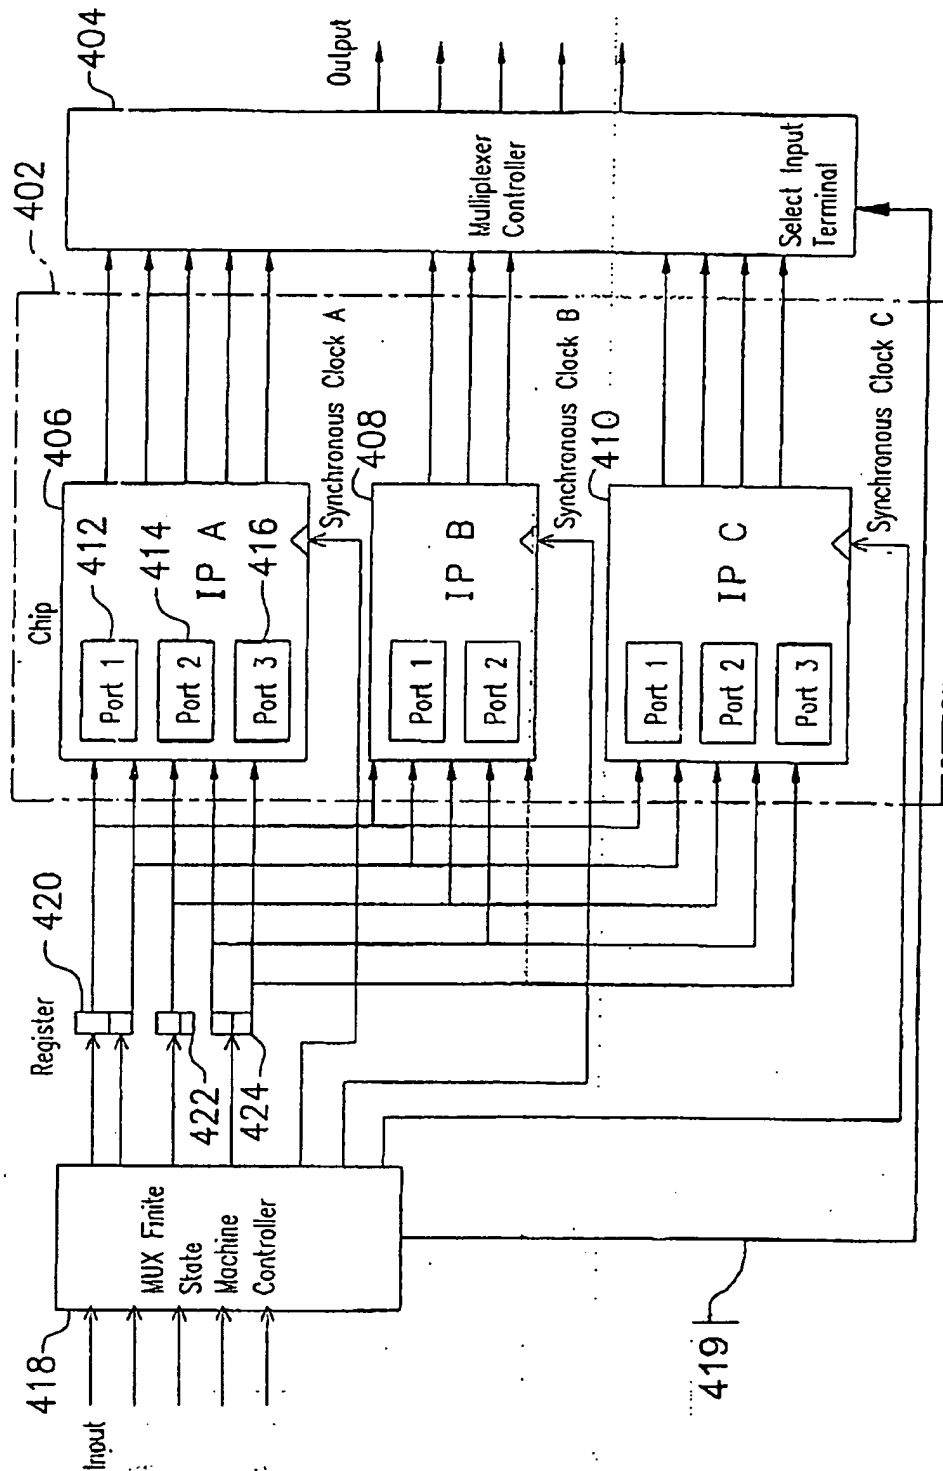 404
Output
Mulliplexer
Controller
Select Input
Terminal
402
406
Chip
412
Port 1
414
Port 2
416
Port 3
IP A
Synchronous Clock A
408
Port 1
Port 2
IP B
Synchronous Clock B
410
Port 1
Port 2
Port 3
IP C
Synchronous Clock C
Register
420
422
424
418
MUX Finite
State
Machine
Controller
Input
419